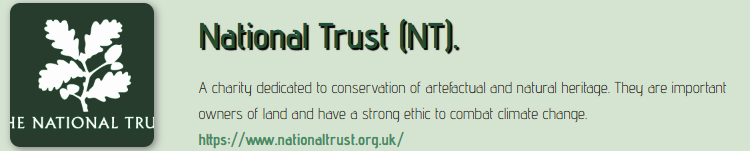 HE NATIONAL TRU
National Trust (NT).
A charity dedicated to conservation of artefactual and natural heritage. They are important
owners of land and have a strong ethic to combat climate change.
https://www.nationaltrust.org.uk/